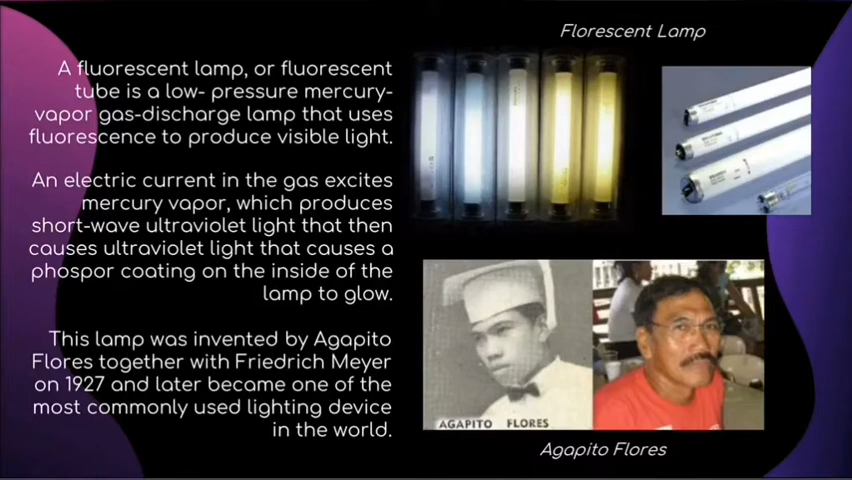 Florescent Lamp
A fluorescent lamp, or fluorescent
tube is a low- pressure mercury-
vapor gas-discharge lamp that uses
fluorescence to produce visible light.
An electric current in the gas excites
mercury vapor, which produces
short-wave ultraviolet light that then
causes ultraviolet light that causes a
phospor coating on the inside of the
lamp to glow.
This lamp was invented by Agapito
Flores together with Friedrich Meyer
on 1927 and later became one of the
most commonly used lighting device
in the world.
AGAPITO FLORES
Agapito Flores